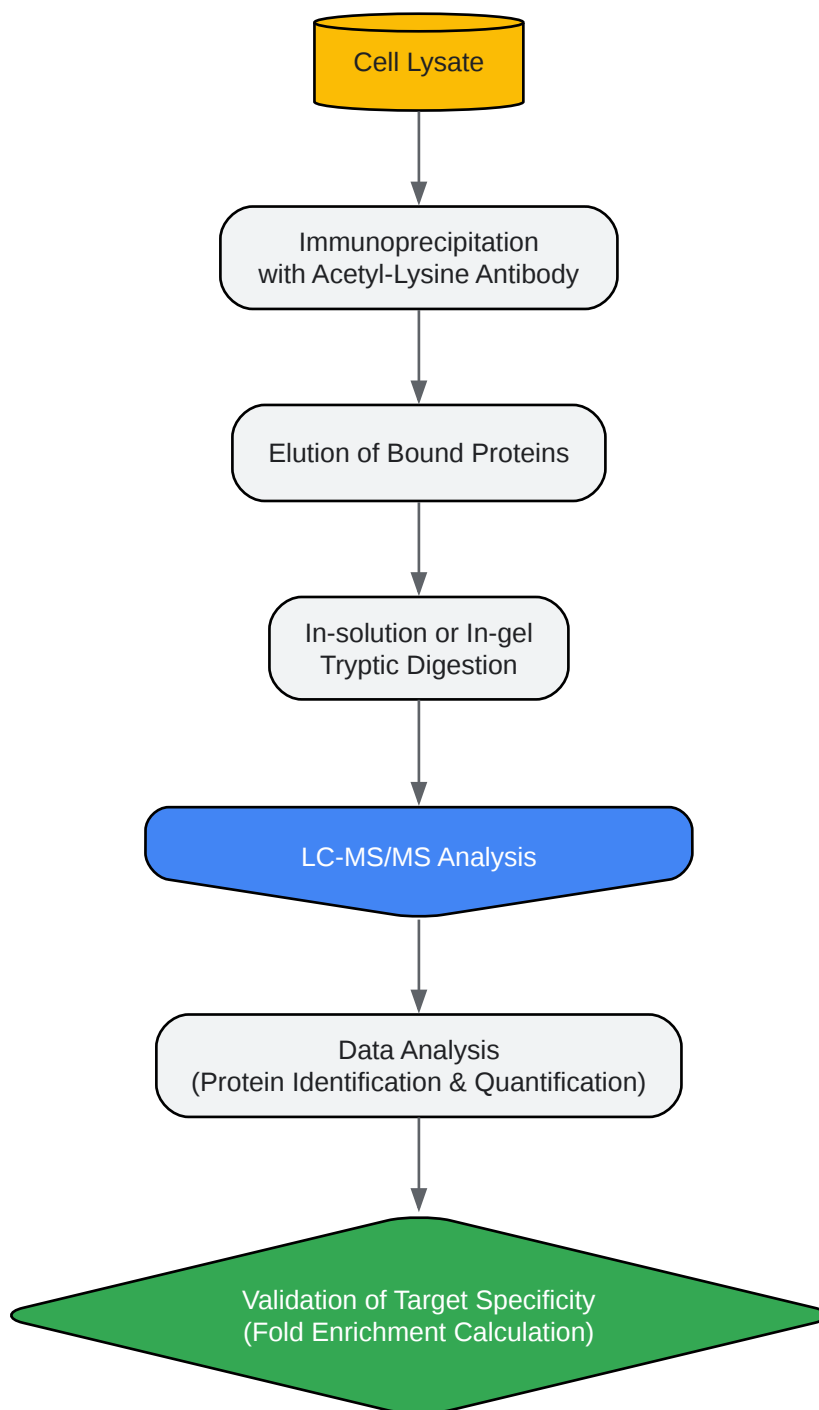 Cell Lysate
Immunoprecipitation
with Acetyl-Lysine Antibody
Elution of Bound Proteins
In-solution or In-gel
Tryptic Digestion
LC-MS/MS Analysis
Data Analysis
(Protein Identification & Quantification)
Validation of Target Specificity
(Fold Enrichment Calculation)